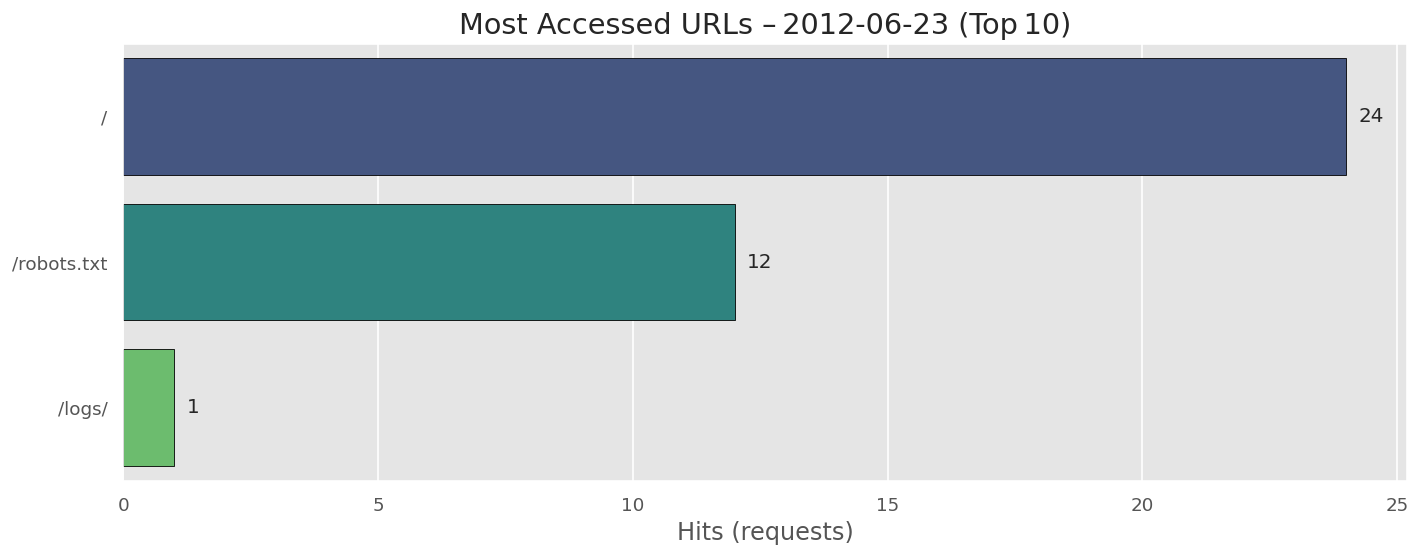 Most Accessed URLs – 2012-06-23 (Top 10)
/
24
/robots.txt
12
/logs/
1
0 5 10 15 20 25
Hits (requests)